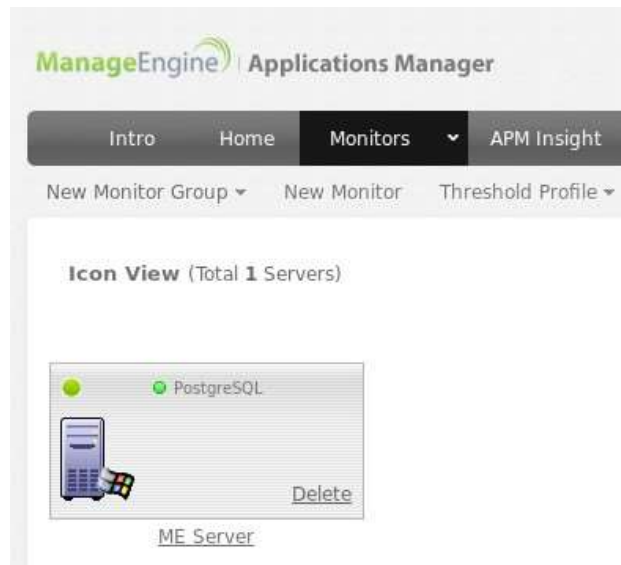 ManageEngine Applications Manager
Intro Home Monitors APM Insight
New Monitor Group New Monitor Threshold Profile
Icon View (Total 1 Servers)
PostgreSQL
Delete
ME Server